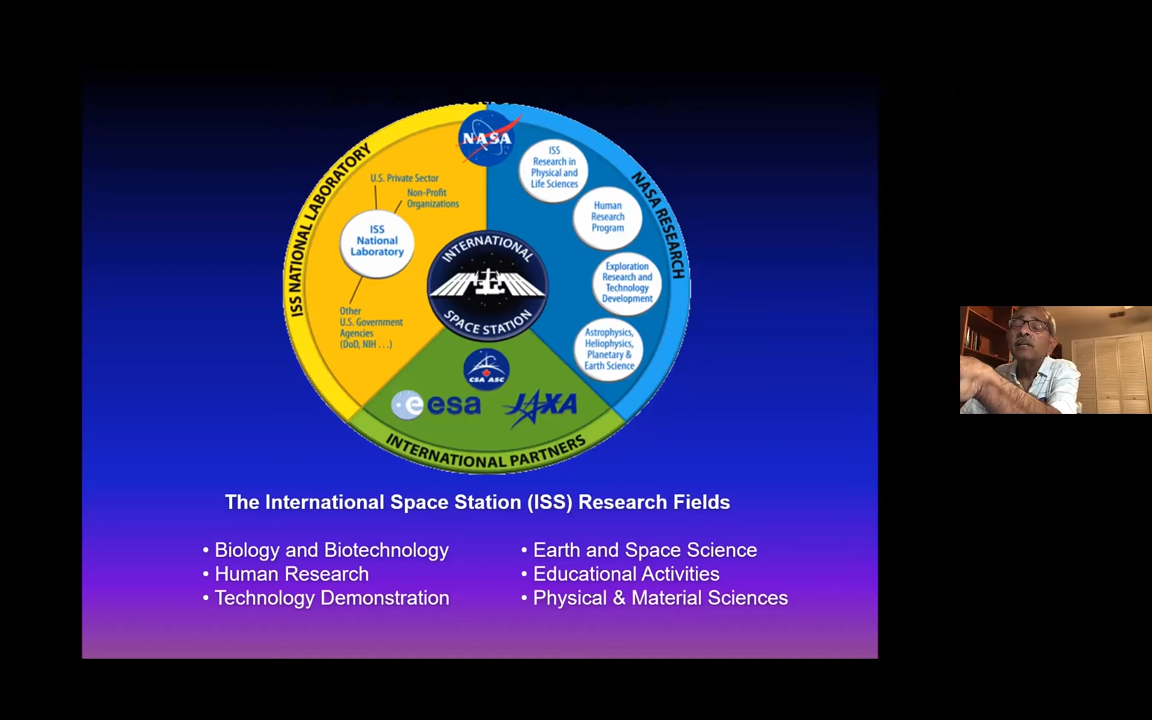 NASA
ISS NATIONAL LABORATORY
U.S. Private Sector
Non-Profit
Organizations
ISS
National
Laboratory
Other
U.S. Government
Agencies
(DoD, NIH . . .)
NASA RESEARCH
ISS
Research in
Physical and
Life Sciences
Human
Research
Program
Exploration
Research and
Technology
Development
Astrophysics,
Heliophysics,
Planetary &
Earth Science
INTERNATIONAL
SPACE STATION
CSA ASC
esa
JAXA
INTERNATIONAL PARTNERS
The International Space Station (ISS) Research Fields
• Biology and Biotechnology
• Human Research
• Technology Demonstration
• Earth and Space Science
• Educational Activities
• Physical & Material Sciences